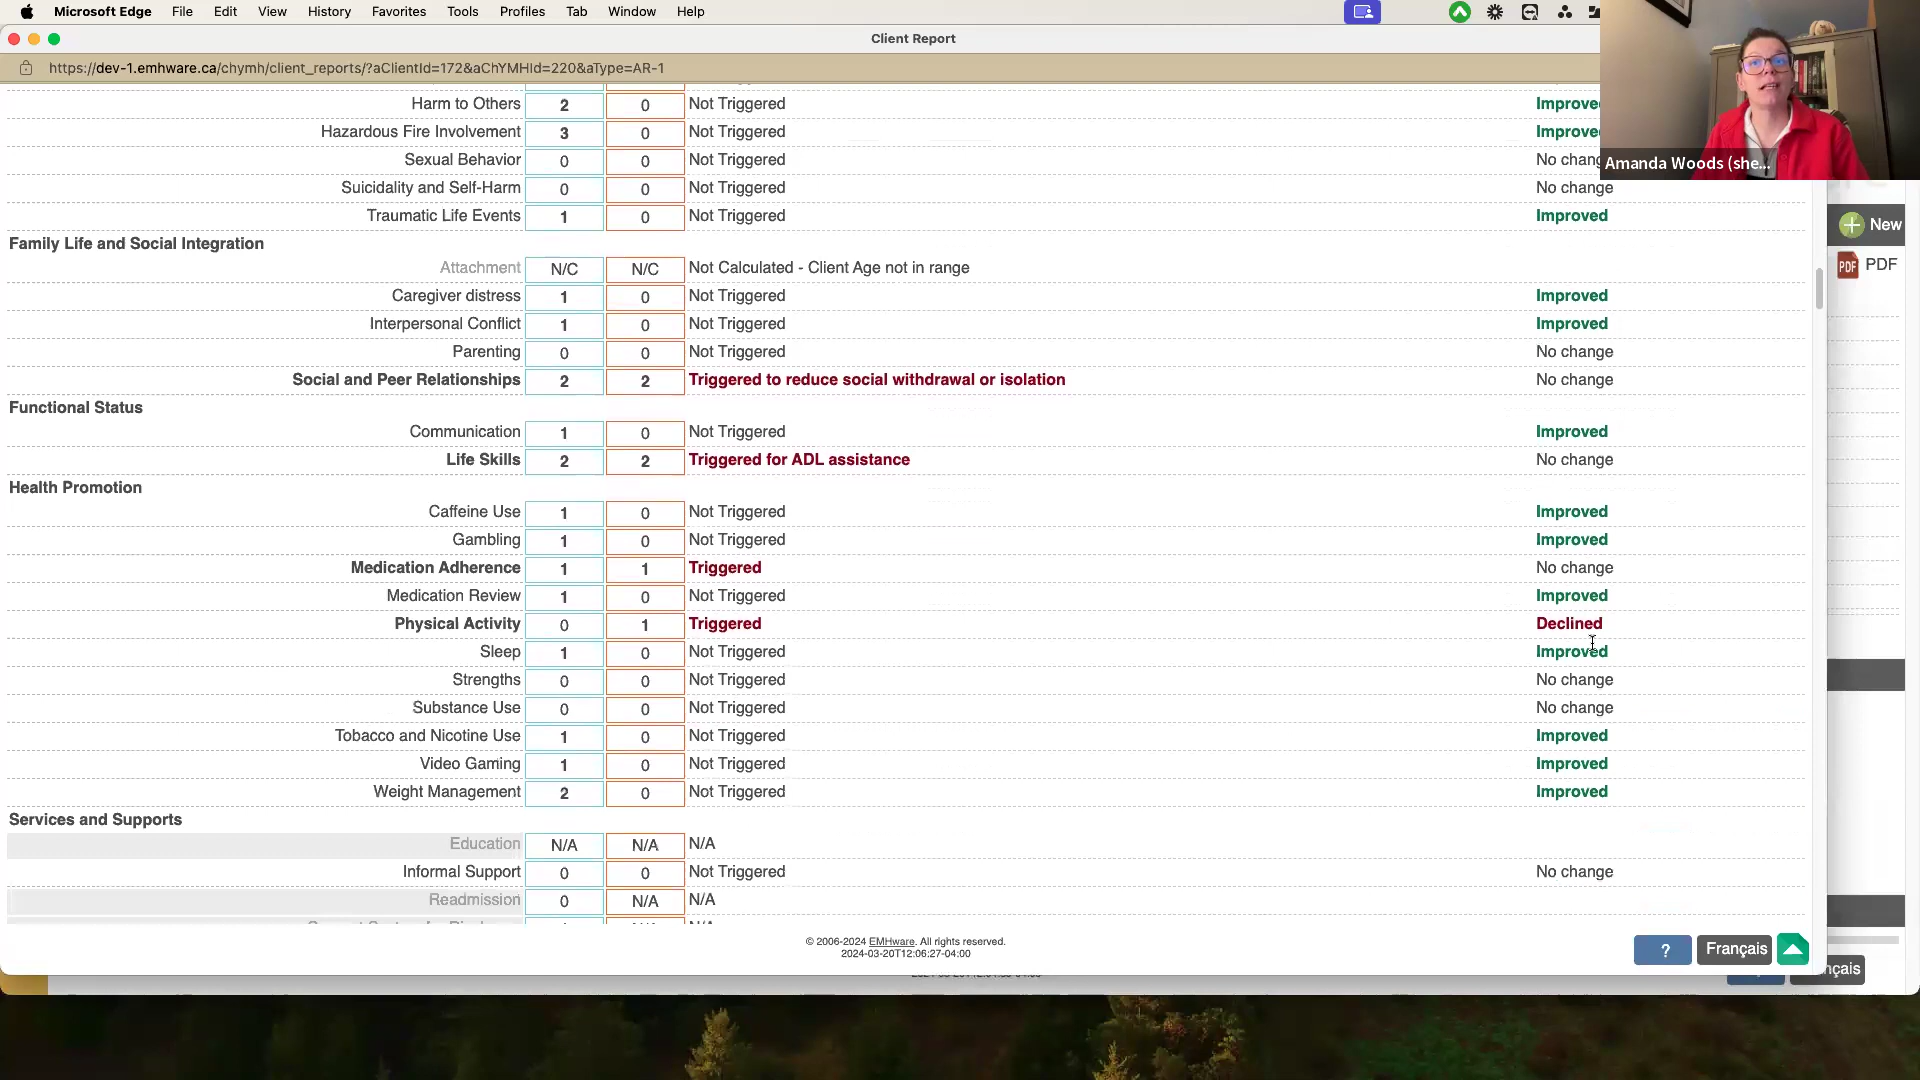 Microsoft Edge File Edit View History Favorites Tools Profiles Tab Window Help
Client Report
https://dev-1.emhware.ca/chymh/client_reports/?aClientId=172&aChYMHId=220&aType=AR-1
Amanda Woods (she...
Harm to Others 2 0 Not Triggered
Hazardous Fire Involvement 3 0 Not Triggered
Sexual Behavior 0 0 Not Triggered
Suicidality and Self-Harm 0 0 Not Triggered No change
Traumatic Life Events 1 0 Not Triggered Improved
New
Family Life and Social Integration
PDF PDF
Attachment N/C N/C Not Calculated - Client Age not in range
Caregiver distress 1 0 Not Triggered Improved
Interpersonal Conflict 1 0 Not Triggered Improved
Parenting 0 0 Not Triggered No change
Social and Peer Relationships 2 2 Triggered to reduce social withdrawal or isolation No change
Functional Status
Communication 1 0 Not Triggered Improved
Life Skills 2 2 Triggered for ADL assistance No change
Health Promotion
Caffeine Use 1 0 Not Triggered Improved
Gambling 1 0 Not Triggered Improved
Medication Adherence 1 1 Triggered No change
Medication Review 1 0 Not Triggered Improved
Physical Activity 0 1 Triggered Declined
Sleep 1 0 Not Triggered Improved
Strengths 0 0 Not Triggered No change
Substance Use 0 0 Not Triggered No change
Tobacco and Nicotine Use 1 0 Not Triggered Improved
Video Gaming 1 0 Not Triggered Improved
Weight Management 2 0 Not Triggered Improved
Services and Supports
Education N/A N/A N/A
Informal Support 0 0 Not Triggered No change
Readmission 0 N/A N/A
© 2006-2024 EMHware. All rights reserved.
2024-03-20T12:06:27-04:00
? Français